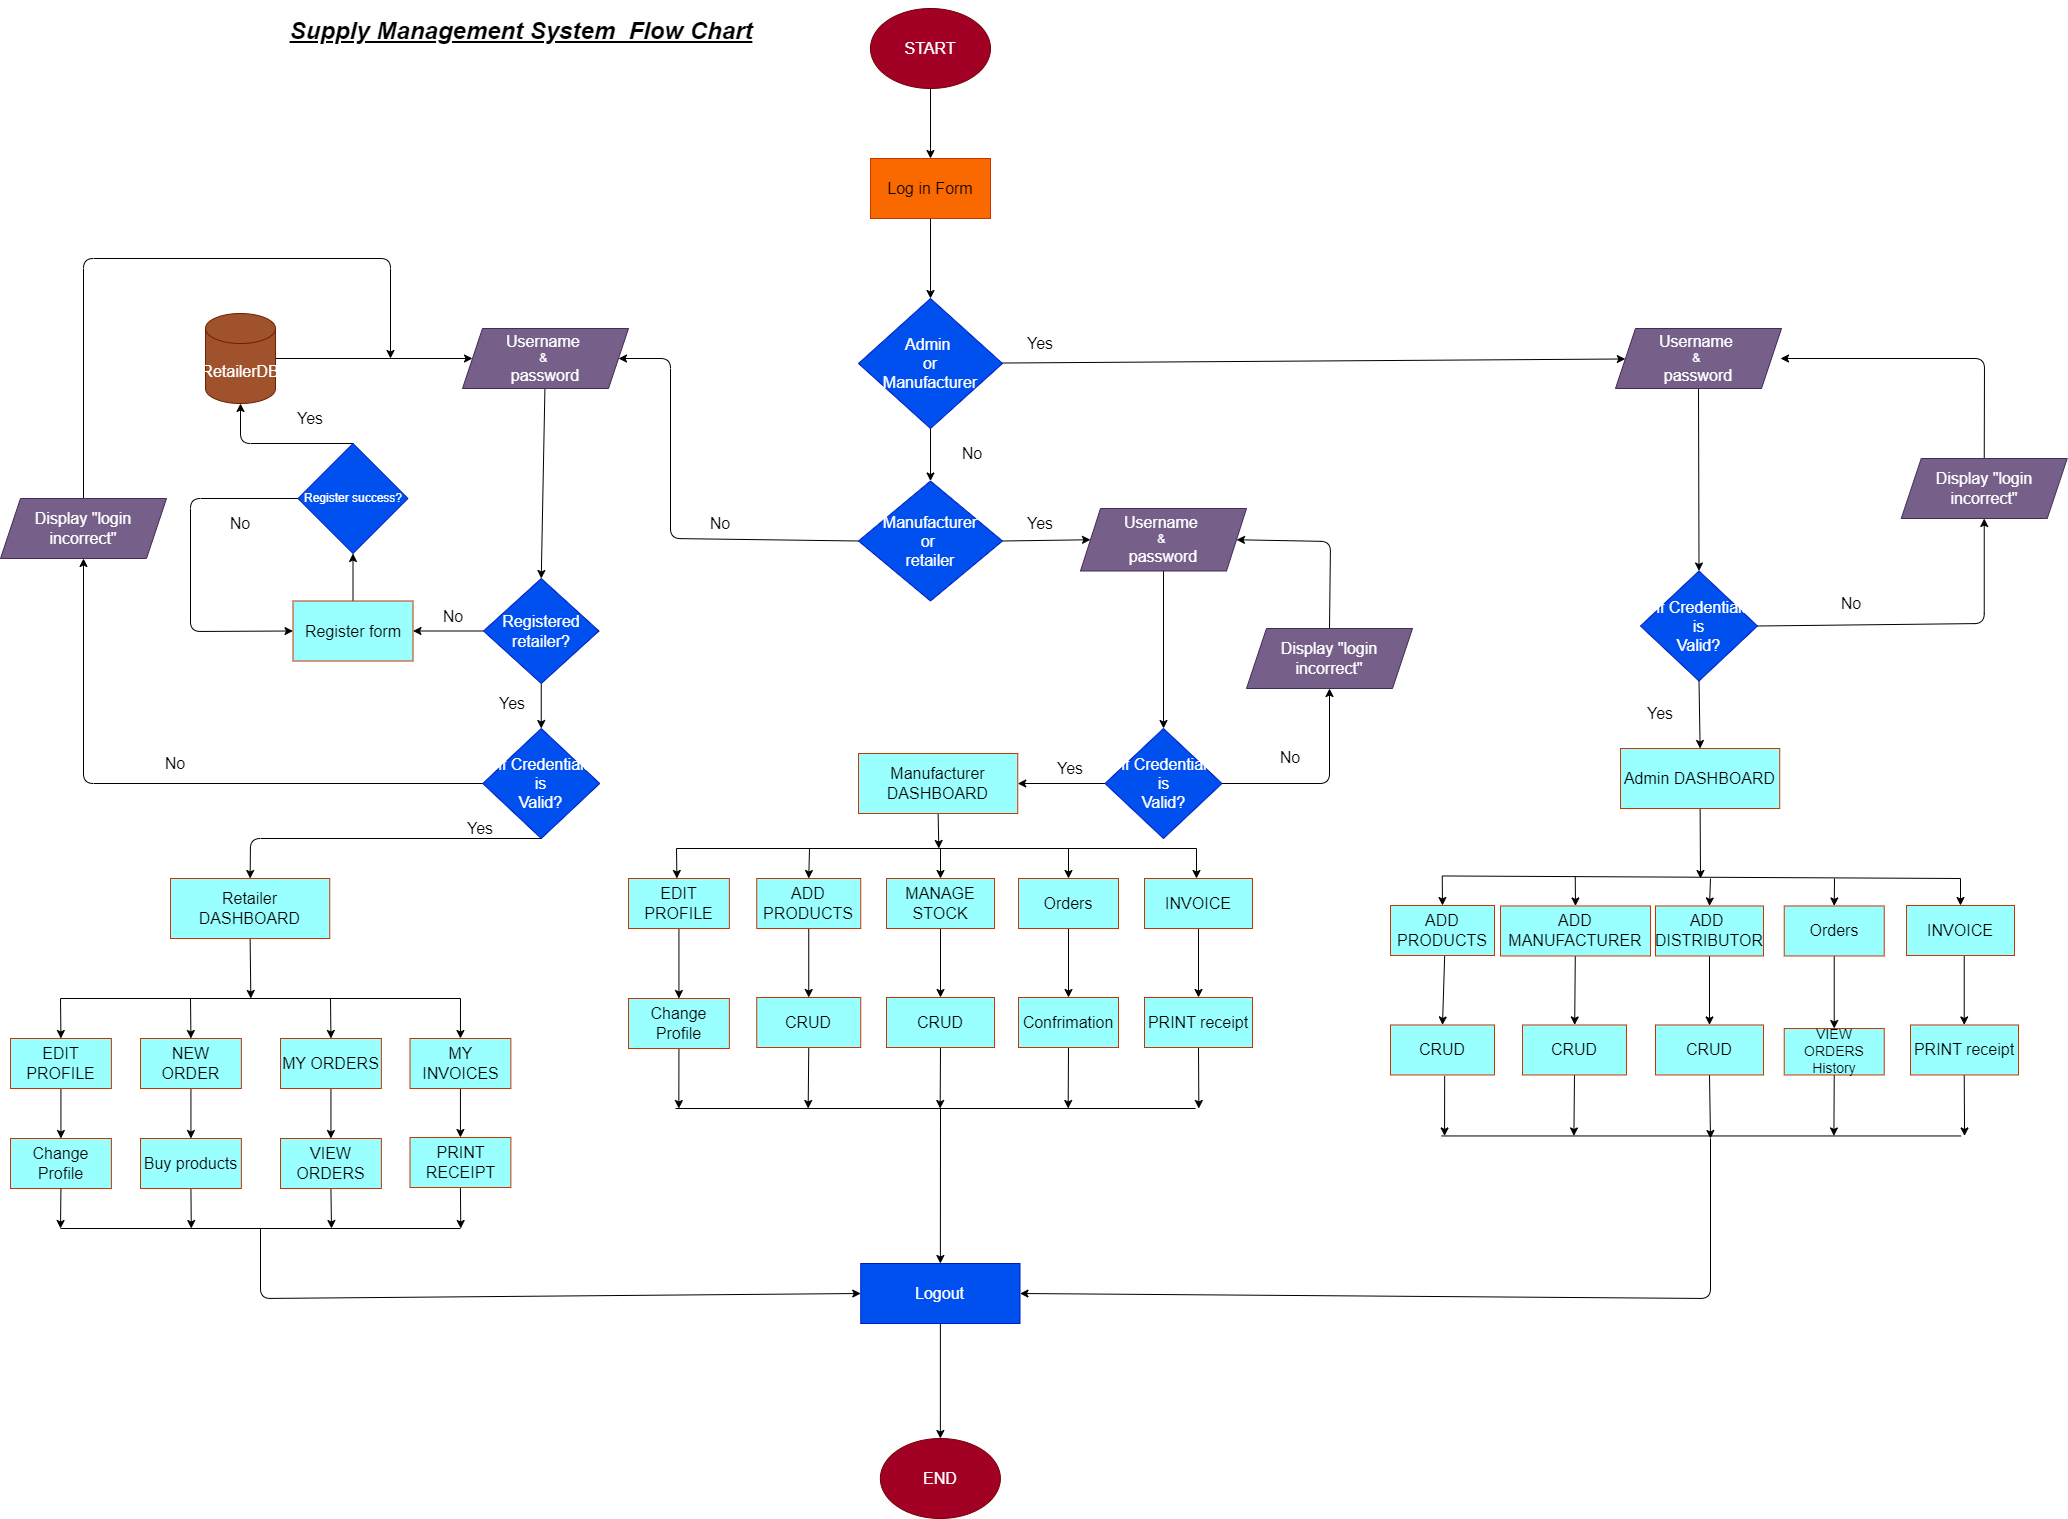 Supply Management System  Flow Chart
START
Log in Form
Admin
or
Manufacturer
Yes
No
Username
&
password
Display "login
incorrect"
If Credential
is
Valid?
No
Yes
Admin DASHBOARD
ADD
PRODUCTS
ADD
MANUFACTURER
ADD
DISTRIBUTOR
Orders
INVOICE
CRUD
CRUD
CRUD
VIEW
ORDERS
History
PRINT receipt
Manufacturer
or
retailer
Yes
No
Username
&
password
Display "login
incorrect"
If Credential
is
Valid?
No
Yes
Manufacturer
DASHBOARD
EDIT
PROFILE
ADD
PRODUCTS
MANAGE
STOCK
Orders
INVOICE
Change
Profile
CRUD
CRUD
Confrimation
PRINT receipt
Username
&
password
RetailerDB
Yes
Register success?
No
Display "login
incorrect"
Register form
No
Registered
retailer?
Yes
If Credential
is
Valid?
No
Yes
Retailer
DASHBOARD
EDIT
PROFILE
NEW
ORDER
MY ORDERS
MY
INVOICES
Change
Profile
Buy products
VIEW
ORDERS
PRINT
RECEIPT
Logout
END